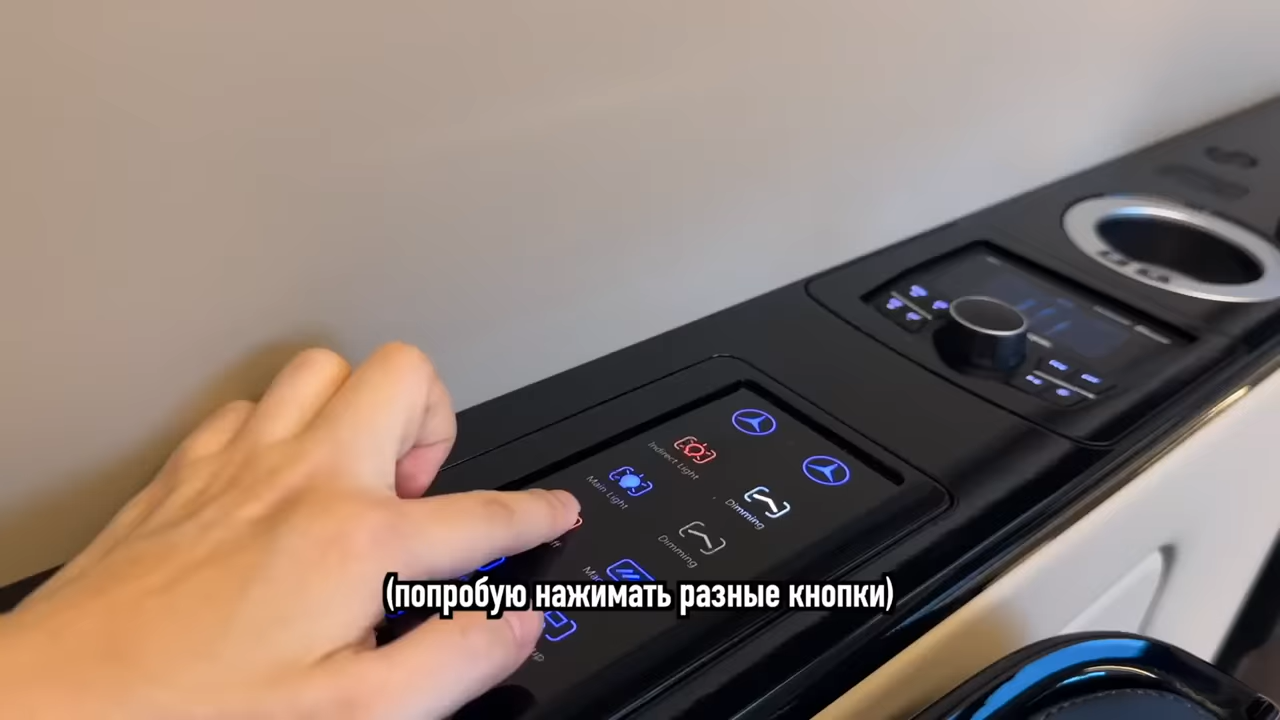 Indirect Light
Main Light
Dimming
Dimming
(попробую нажимать разные кнопки)